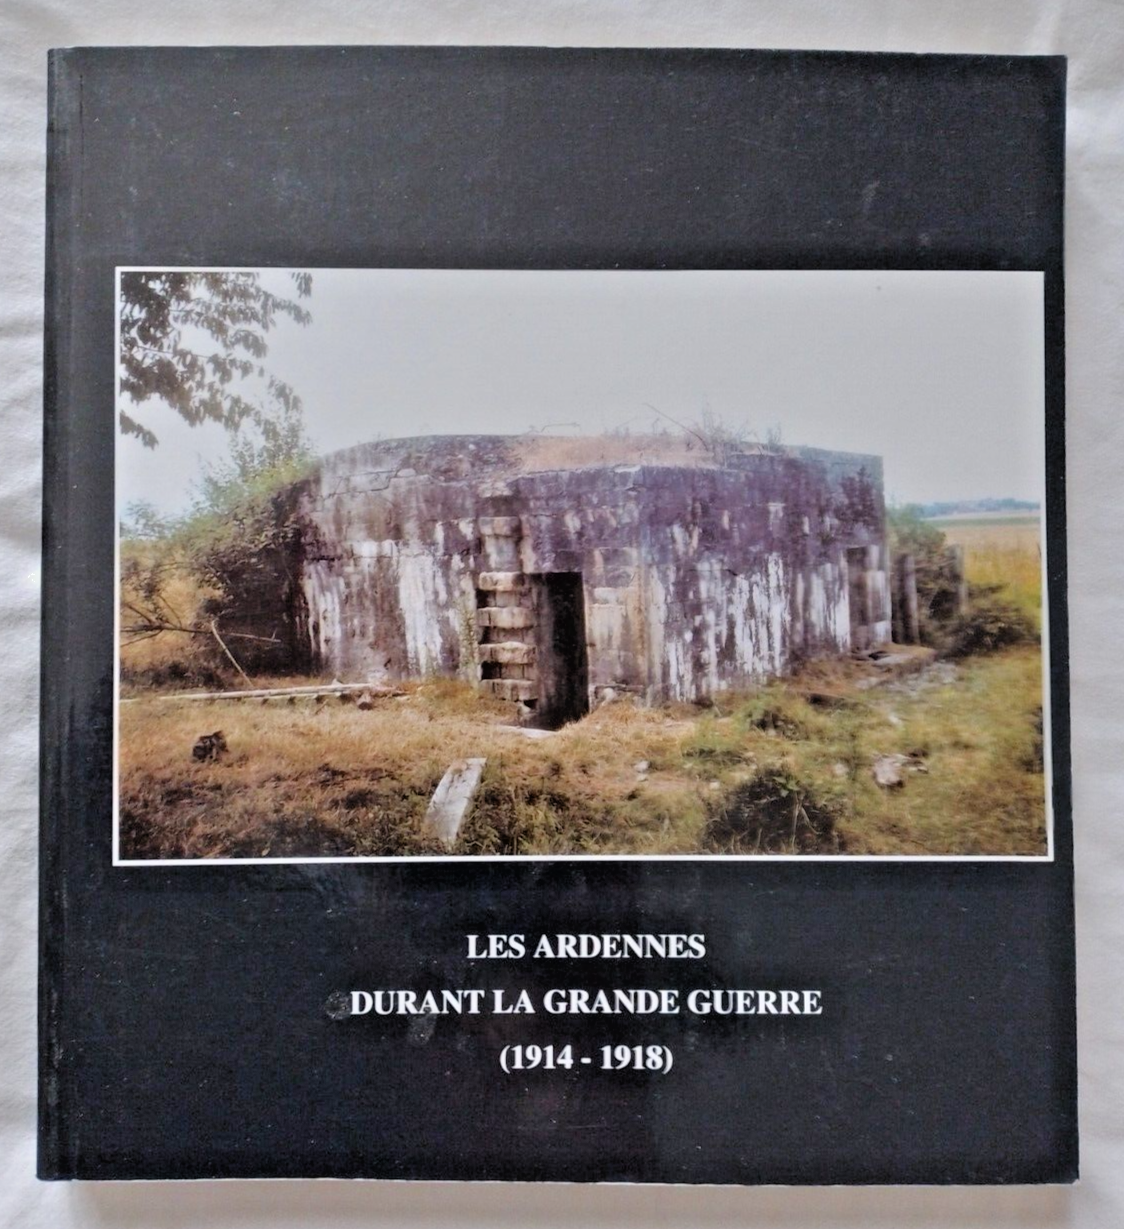 LES ARDENNES
DURANT LA GRANDE GUERRE
(1914 - 1918)